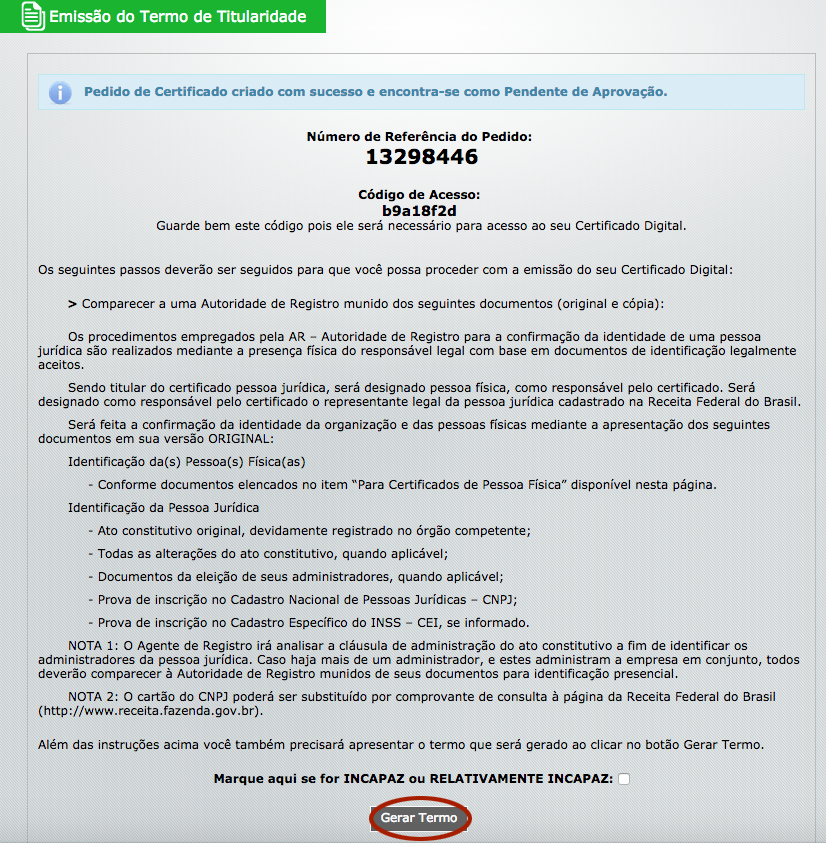 Emissão do Termo de Titularidade
Pedido de Certificado criado com sucesso e encontra-se como Pendente de Aprovação.
Número de Referência do Pedido:
13298446
Código de Acesso:
b9a18f2d
Guarde bem este código pois ele será necessário para acesso ao seu Certificado Digital.
Os seguintes passos deverão ser seguidos para que você possa proceder com a emissão do seu Certificado Digital:
> Comparecer a uma Autoridade de Registro munido dos seguintes documentos (original e cópia):
Os procedimentos empregados pela AR – Autoridade de Registro para a confirmação da identidade de uma pessoa
jurídica são realizados mediante a presença física do responsável legal com base em documentos de identificação legalmente
aceitos.
Sendo titular do certificado pessoa jurídica, será designado pessoa física, como responsável pelo certificado. Será
designado como responsável pelo certificado o representante legal da pessoa jurídica cadastrado na Receita Federal do Brasil.
Será feita a confirmação da identidade da organização e das pessoas físicas mediante a apresentação dos seguintes
documentos em sua versão ORIGINAL:
Identificação da(s) Pessoa(s) Física(as)
- Conforme documentos elencados no item “Para Certificados de Pessoa Física” disponível nesta página.
Identificação da Pessoa Jurídica
- Ato constitutivo original, devidamente registrado no órgão competente;
- Todas as alterações do ato constitutivo, quando aplicável;
- Documentos da eleição de seus administradores, quando aplicável;
- Prova de inscrição no Cadastro Nacional de Pessoas Jurídicas – CNPJ;
- Prova de inscrição no Cadastro Específico do INSS – CEI, se informado.
NOTA 1: O Agente de Registro irá analisar a cláusula de administração do ato constitutivo a fim de identificar os
administradores da pessoa jurídica. Caso haja mais de um administrador, e estes administram a empresa em conjunto, todos
deverão comparecer à Autoridade de Registro munidos de seus documentos para identificação presencial.
NOTA 2: O cartão do CNPJ poderá ser substituído por comprovante de consulta à página da Receita Federal do Brasil
(http://www.receita.fazenda.gov.br).
Além das instruções acima você também precisará apresentar o termo que será gerado ao clicar no botão Gerar Termo.
Marque aqui se for INCAPAZ ou RELATIVAMENTE INCAPAZ:
Gerar Termo